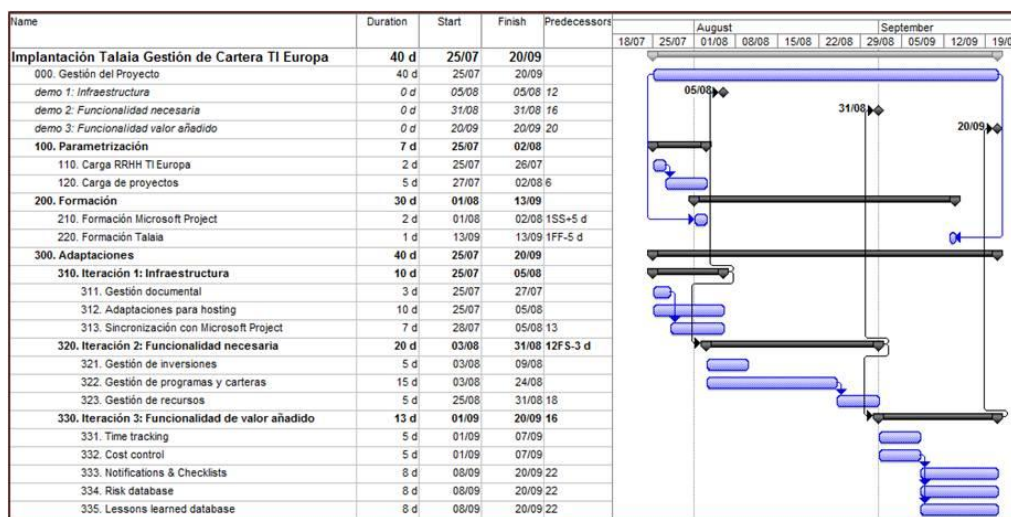 Name Duration Start Finish Predecessors
August September
18/07 25/07 01/08 08/08 15/08 22/08 29/08 05/09 12/09 19/0
Implantación Talaia Gestión de Cartera TI Europa 40 d 25/07 20/09
000. Gestión del Proyecto 40 d 25/07 20/09
demo 1: Infraestructura 0 d 05/08 05/08 12 05/08
demo 2: Funcionalidad necesaria 0 d 31/08 31/08 16 31/08
demo 3: Funcionalidad valor añadido 0 d 20/09 20/09 20 20/09
100. Parametrización 7 d 25/07 02/08
110. Carga RRHH TI Europa 2 d 25/07 26/07
120. Carga de proyectos 5 d 27/07 02/08 6
200. Formación 30 d 01/08 13/09
210. Formación Microsoft Project 2 d 01/08 02/08 1SS+5 d
220. Formación Talaia 1 d 13/09 13/09 1FF-5 d
300. Adaptaciones 40 d 25/07 20/09
310. Iteración 1: Infraestructura 10 d 25/07 05/08
311. Gestión documental 3 d 25/07 27/07
312. Adaptaciones para hosting 10 d 25/07 05/08
313. Sincronización con Microsoft Project 7 d 28/07 05/08 13
320. Iteración 2: Funcionalidad necesaria 20 d 03/08 31/08 12FS-3 d
321. Gestión de inversiones 5 d 03/08 09/08
322. Gestión de programas y carteras 15 d 03/08 24/08
323. Gestión de recursos 5 d 25/08 31/08 18
330. Iteración 3: Funcionalidad de valor añadido 13 d 01/09 20/09 16
331. Time tracking 5 d 01/09 07/09
332. Cost control 5 d 01/09 07/09
333. Notifications & Checklists 8 d 08/09 20/09 22
334. Risk database 8 d 08/09 20/09 22
335. Lessons learned database 8 d 08/09 20/09 22